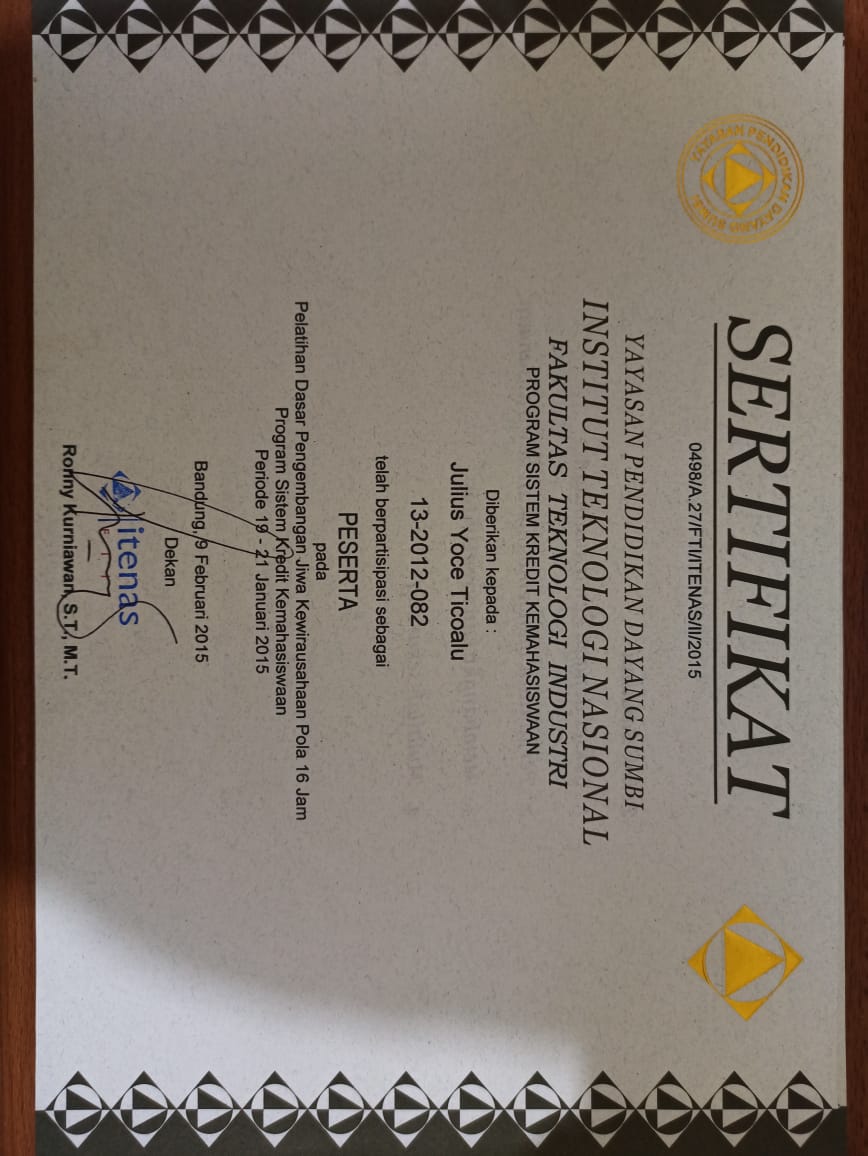 YAYASAN PENDIDIKAN DAYANG SUMBI
SERTIFIKAT
0498/A.27/FTI/ITENAS/II/2015
YAYASAN PENDIDIKAN DAYANG SUMBI
INSTITUT TEKNOLOGI NASIONAL
FAKULTAS TEKNOLOGI INDUSTRI
PROGRAM SISTEM KREDIT KEMAHASISWAAN
Diberikan kepada :
Julius Yoce Ticoalu
13-2012-082
telah berpartisipasi sebagai
PESERTA
pada
Pelatihan Dasar Pengembangan Jiwa Kewirausahaan Pola 16 Jam
Program Sistem Kredit Kemahasiswaan
Periode 19 - 21 Januari 2015
Bandung, 9 Februari 2015
Dekan
itenas
Ronny Kurniawan, S.T., M.T.